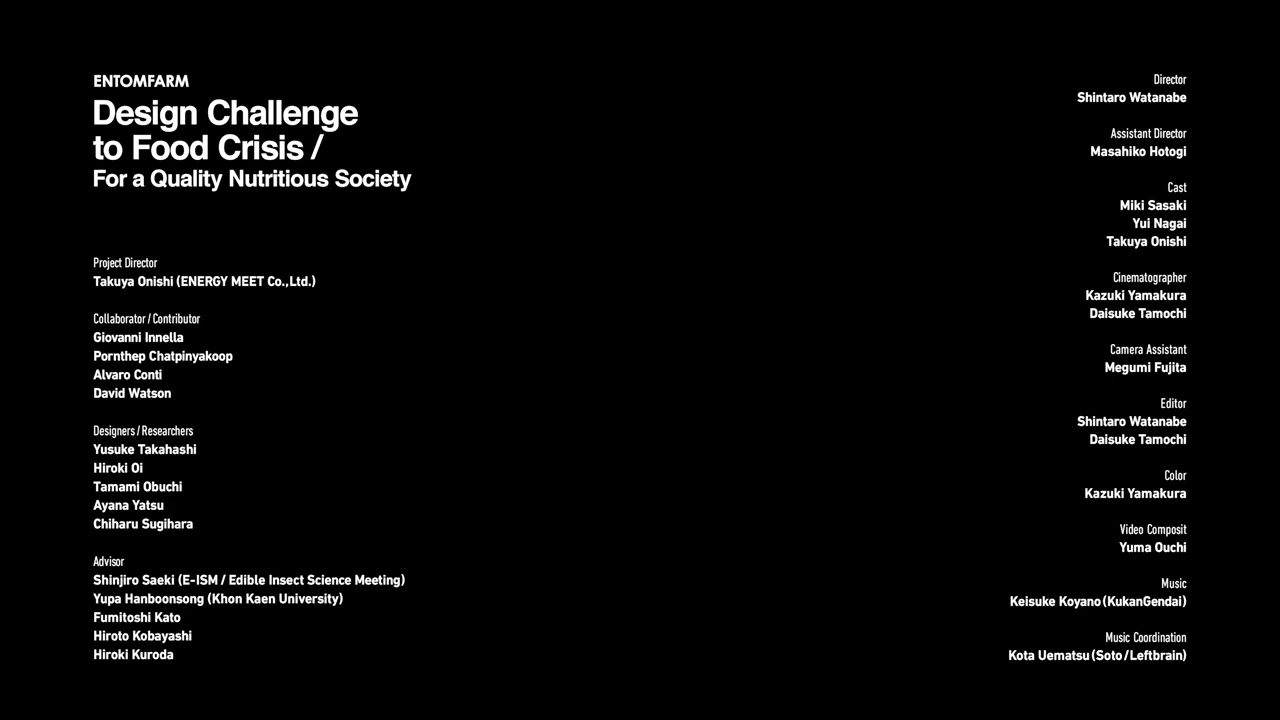 ENTOMFARM
Design Challenge
to Food Crisis /
For a Quality Nutritious Society
Project Director
Takuya Onishi (ENERGY MEET Co.,Ltd.)
Collaborator / Contributor
Giovanni Innella
Pornthep Chatpinyakoop
Alvaro Conti
David Watson
Designers / Researchers
Yusuke Takahashi
Hiroki Oi
Tamami Obuchi
Ayana Yatsu
Chiharu Sugihara
Advisor
Shinjiro Saeki (E-ISM / Edible Insect Science Meeting)
Yupa Hanboonsong (Khon Kaen University)
Fumitoshi Kato
Hiroto Kobayashi
Hiroki Kuroda
Director
Shintaro Watanabe
Assistant Director
Masahiko Hotogi
Cast
Miki Sasaki
Yui Nagai
Takuya Onishi
Cinematographer
Kazuki Yamakura
Daisuke Tamochi
Camera Assistant
Megumi Fujita
Editor
Shintaro Watanabe
Daisuke Tamochi
Color
Kazuki Yamakura
Video Composit
Yuma Ouchi
Music
Keisuke Koyano (KukanGendai)
Music Coordination
Kota Uematsu (Soto / Leftbrain)